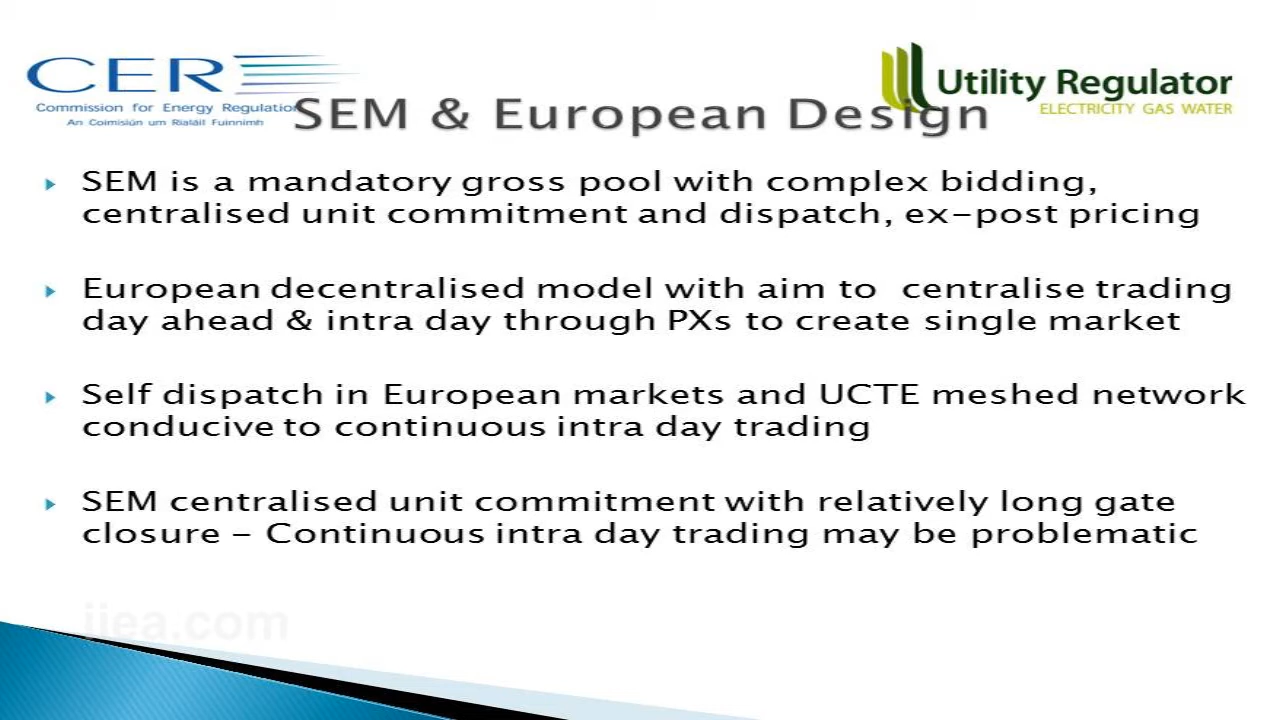 CER
Commission for Energy Regulation
An Coimisiún um Rialáil Fuinnimh
Utility Regulator
ELECTRICITY GAS WATER
SEM & European Design
SEM is a mandatory gross pool with complex bidding,
centralised unit commitment and dispatch, ex-post pricing
European decentralised model with aim to centralise trading
day ahead & intra day through PXs to create single market
Self dispatch in European markets and UCTE meshed network
conducive to continuous intra day trading
SEM centralised unit commitment with relatively long gate
closure – Continuous intra day trading may be problematic
iiea.com